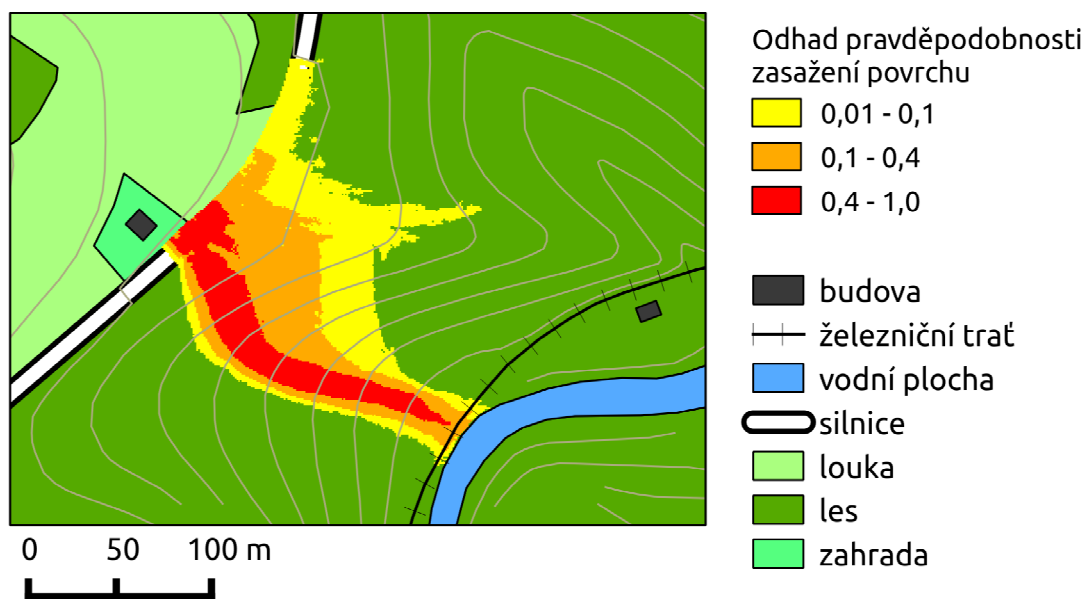 Odhad pravděpodobnosti
zasažení povrchu
0,01 - 0,1
0,1 - 0,4
0,4 - 1,0
budova
železniční trať
vodní plocha
silnice
louka
les
zahrada
0 50 100 m